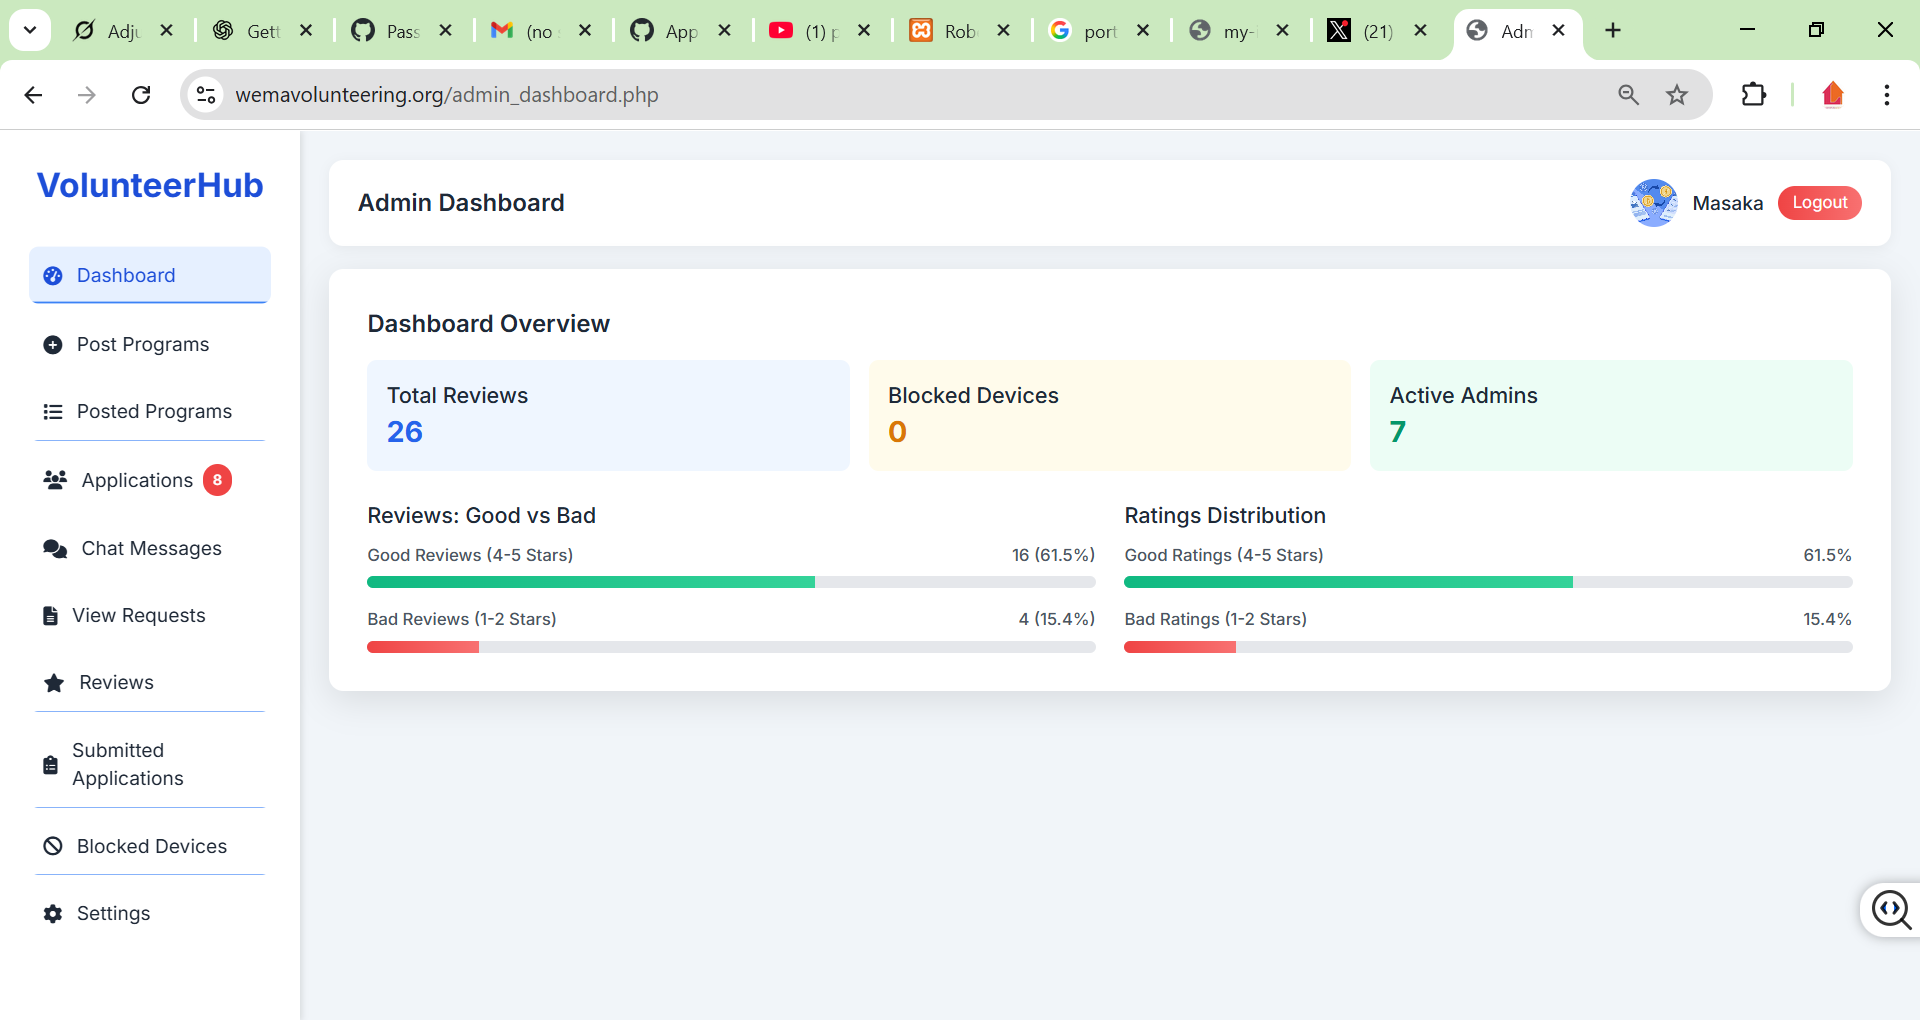 Adju
Gett
Pass
(no s
App
(1) p
Rob
port
my-
(21)
Adm
wemavolunteering.org/admin_dashboard.php
VolunteerHub
Dashboard
Post Programs
Posted Programs
Applications 8
Chat Messages
View Requests
Reviews
Submitted
Applications
Blocked Devices
Settings
Admin Dashboard
Masaka
Logout
Dashboard Overview
Total Reviews
26
Blocked Devices
0
Active Admins
7
Reviews: Good vs Bad
Good Reviews (4-5 Stars) 16 (61.5%)
Bad Reviews (1-2 Stars) 4 (15.4%)
Ratings Distribution
Good Ratings (4-5 Stars) 61.5%
Bad Ratings (1-2 Stars) 15.4%